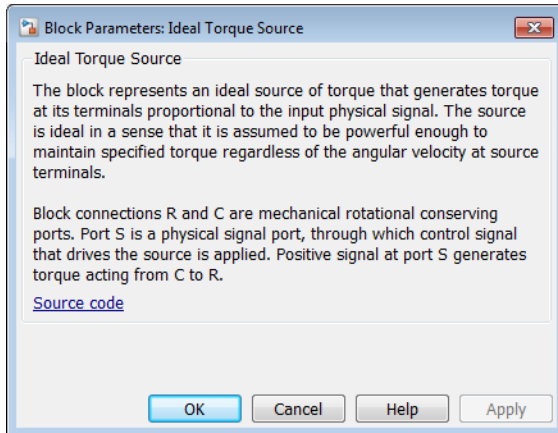 Block Parameters: Ideal Torque Source
Ideal Torque Source
The block represents an ideal source of torque that generates torque
at its terminals proportional to the input physical signal. The source
is ideal in a sense that it is assumed to be powerful enough to
maintain specified torque regardless of the angular velocity at source
terminals.
Block connections R and C are mechanical rotational conserving
ports. Port S is a physical signal port, through which control signal
that drives the source is applied. Positive signal at port S generates
torque acting from C to R.
Source code
OK Cancel Help Apply